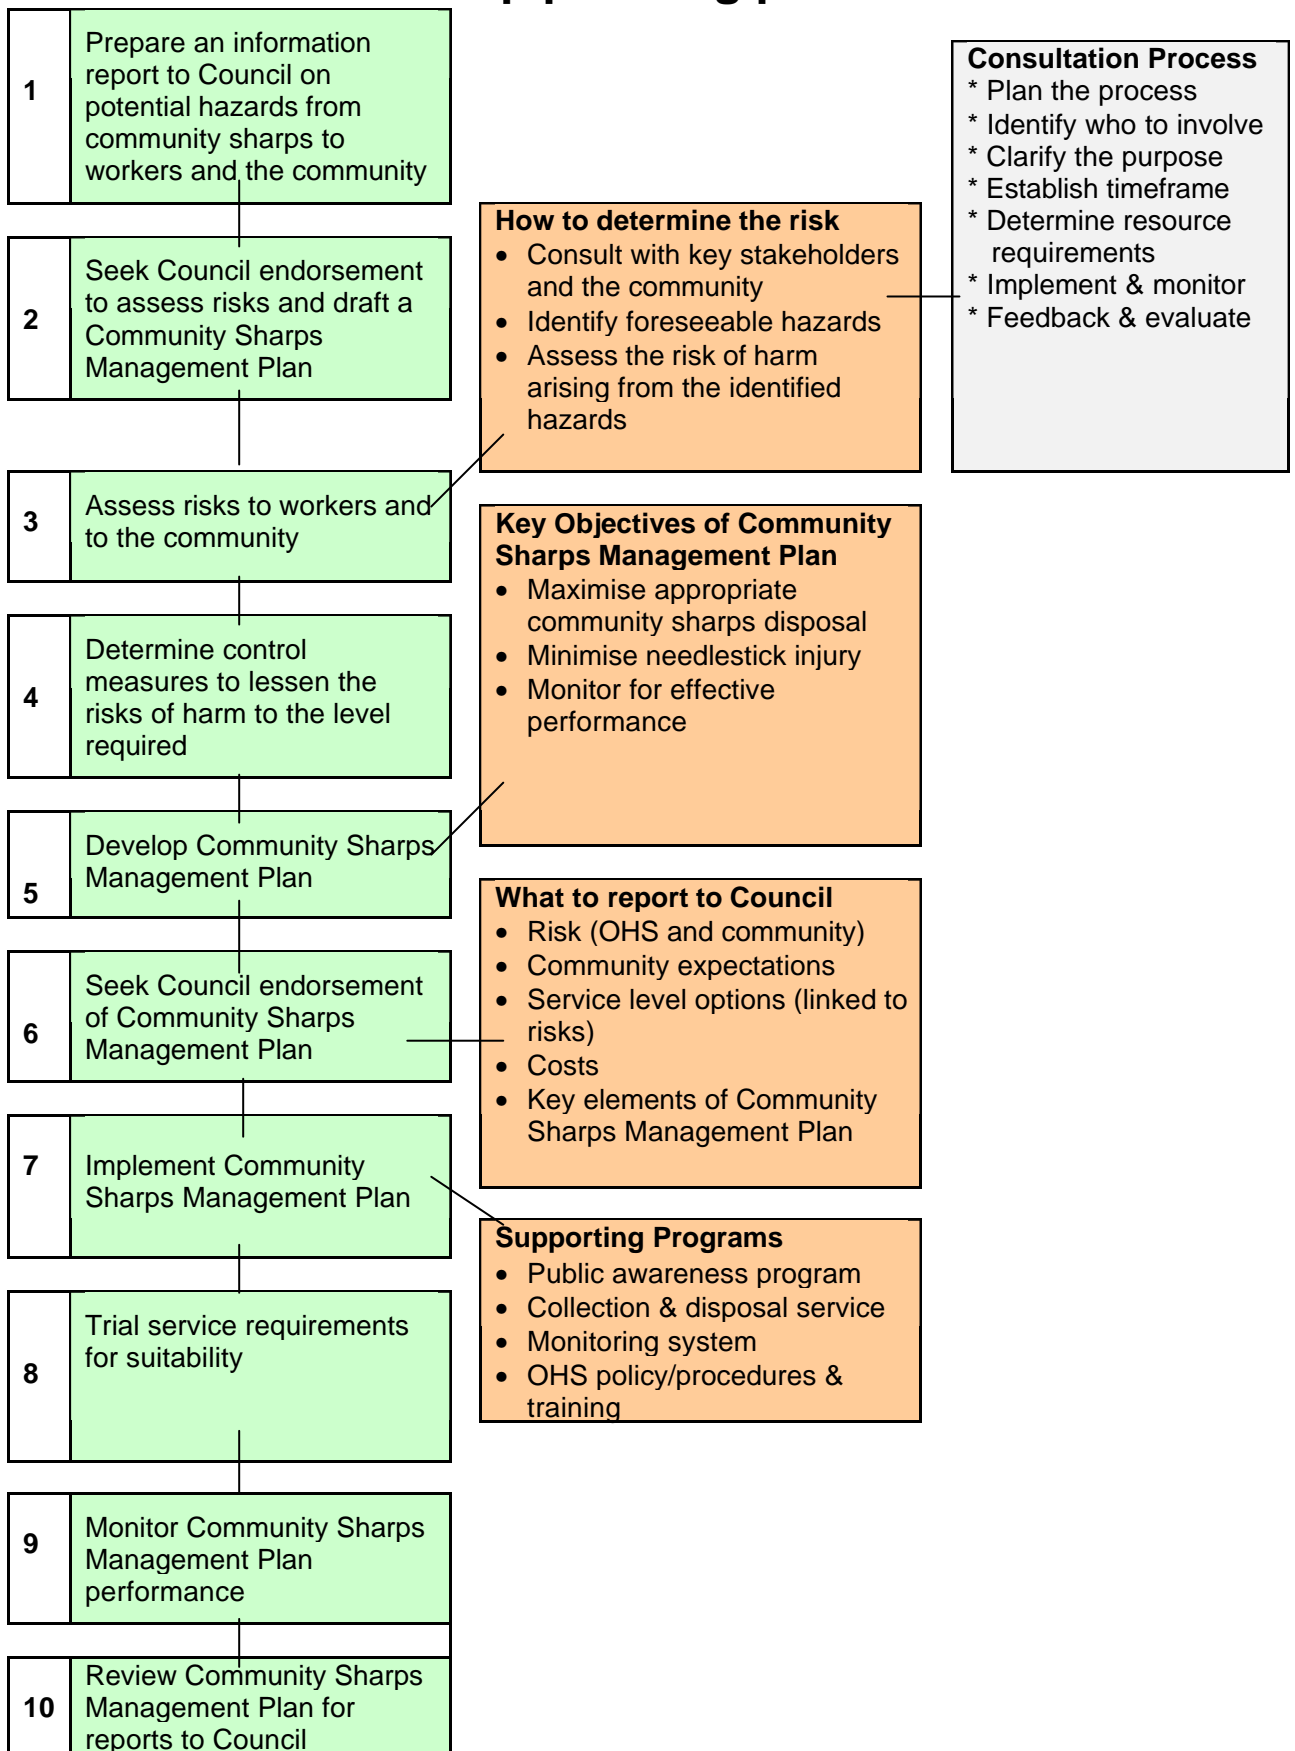 1
Prepare an information
report to Council on
potential hazards from
community sharps to
workers and the community
2
Seek Council endorsement
to assess risks and draft a
Community Sharps
Management Plan
3
Assess risks to workers and
to the community
4
Determine control
measures to lessen the
risks of harm to the level
required
5
Develop Community Sharps
Management Plan
6
Seek Council endorsement
of Community Sharps
Management Plan
7
Implement Community
Sharps Management Plan
8
Trial service requirements
for suitability
9
Monitor Community Sharps
Management Plan
performance
10
Review Community Sharps
Management Plan for
reports to Council
How to determine the risk
• Consult with key stakeholders
and the community
• Identify foreseeable hazards
• Assess the risk of harm
arising from the identified
hazards
Key Objectives of Community
Sharps Management Plan
• Maximise appropriate
community sharps disposal
• Minimise needlestick injury
• Monitor for effective
performance
What to report to Council
• Risk (OHS and community)
• Community expectations
• Service level options (linked to
risks)
• Costs
• Key elements of Community
Sharps Management Plan
Supporting Programs
• Public awareness program
• Collection & disposal service
• Monitoring system
• OHS policy/procedures &
training
Consultation Process
* Plan the process
* Identify who to involve
* Clarify the purpose
* Establish timeframe
* Determine resource
requirements
* Implement & monitor
* Feedback & evaluate